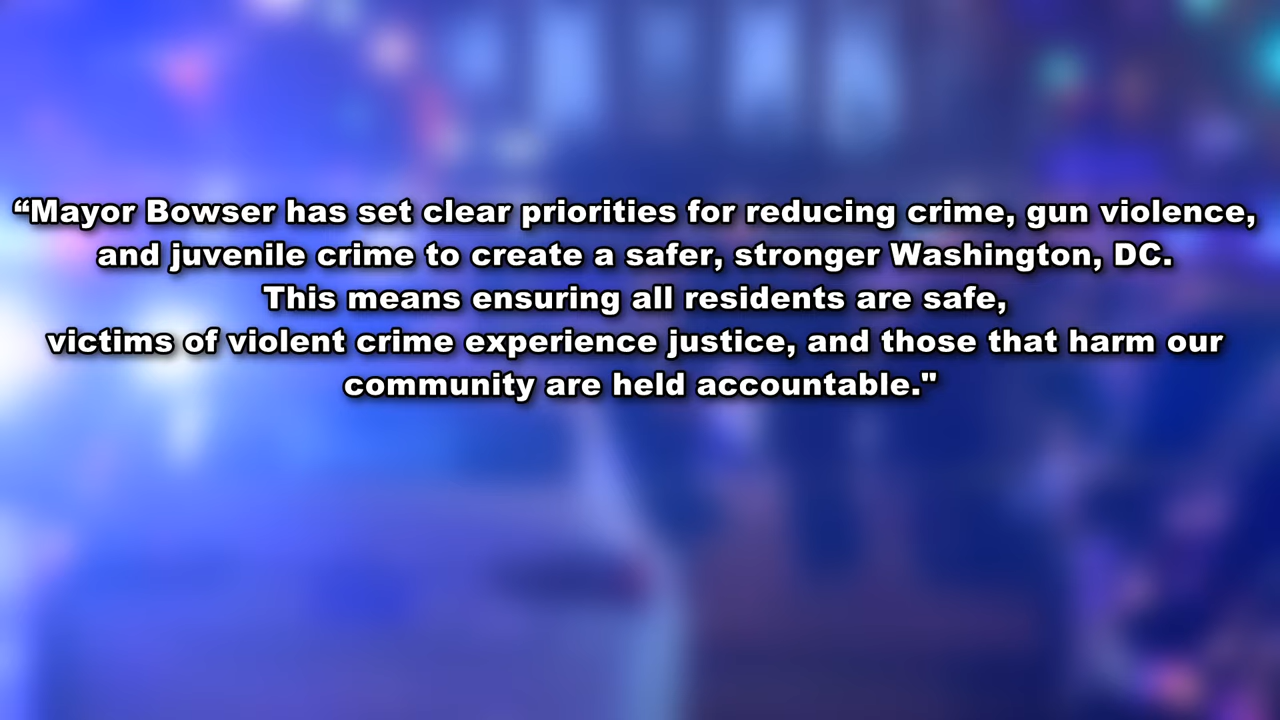 “Mayor Bowser has set clear priorities for reducing crime, gun violence,
and juvenile crime to create a safer, stronger Washington, DC.
This means ensuring all residents are safe,
victims of violent crime experience justice, and those that harm our
community are held accountable."